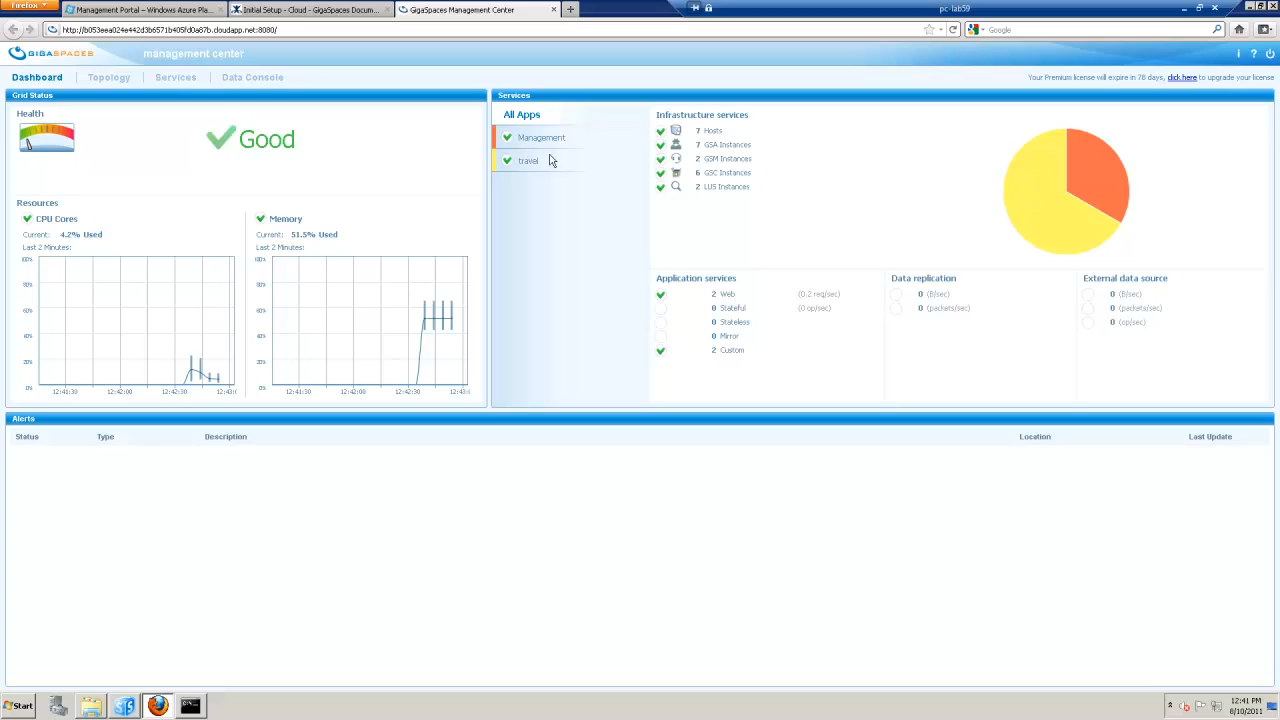 Firefox
Management Portal – Windows Azure Pla...
Initial Setup - Cloud - GigaSpaces Docum...
GigaSpaces Management Center
pc-lab59
http://b053eea024e442d3b6571b405fd0a87b.cloudapp.net:8080/
Google
GIGASPACES
management center
Dashboard
Topology
Services
Data Console
Your Premium license will expire in 78 days, click here to upgrade your license
Grid Status
Health
Good
Resources
CPU Cores
Current: 4.2% Used
Last 2 Minutes:
100%
80%
60%
40%
20%
0%
12:41:30
12:42:00
12:42:30
12:43:0
Memory
Current: 51.5% Used
Last 2 Minutes:
100%
80%
60%
40%
20%
0%
12:41:30
12:42:00
12:42:30
12:43:0
Services
All Apps
Management
travel
Infrastructure services
7 Hosts
7 GSA Instances
2 GSM Instances
6 GSC Instances
2 LUS Instances
Application services
2 Web (0.2 req/sec)
0 Stateful (0 op/sec)
0 Stateless
0 Mirror
2 Custom
Data replication
0 (B/sec)
0 (packets/sec)
External data source
0 (B/sec)
0 (packets/sec)
0 (op/sec)
Alerts
Status
Type
Description
Location
Last Update
Start
12:41 PM
8/10/2011